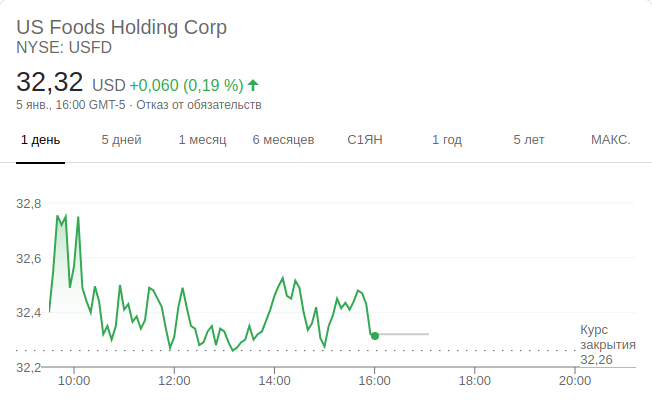 US Foods Holding Corp
NYSE: USFD
32,32 USD +0,060 (0,19 %)
5 янв., 16:00 GMT-5 · Отказ от обязательств
1 день 5 дней 1 месяц 6 месяцев С1ЯН 1 год 5 лет МАКС.
32,8
32,6
32,4
32,2
Курс
закрытия
32,26
10:00 12:00 14:00 16:00 18:00 20:00